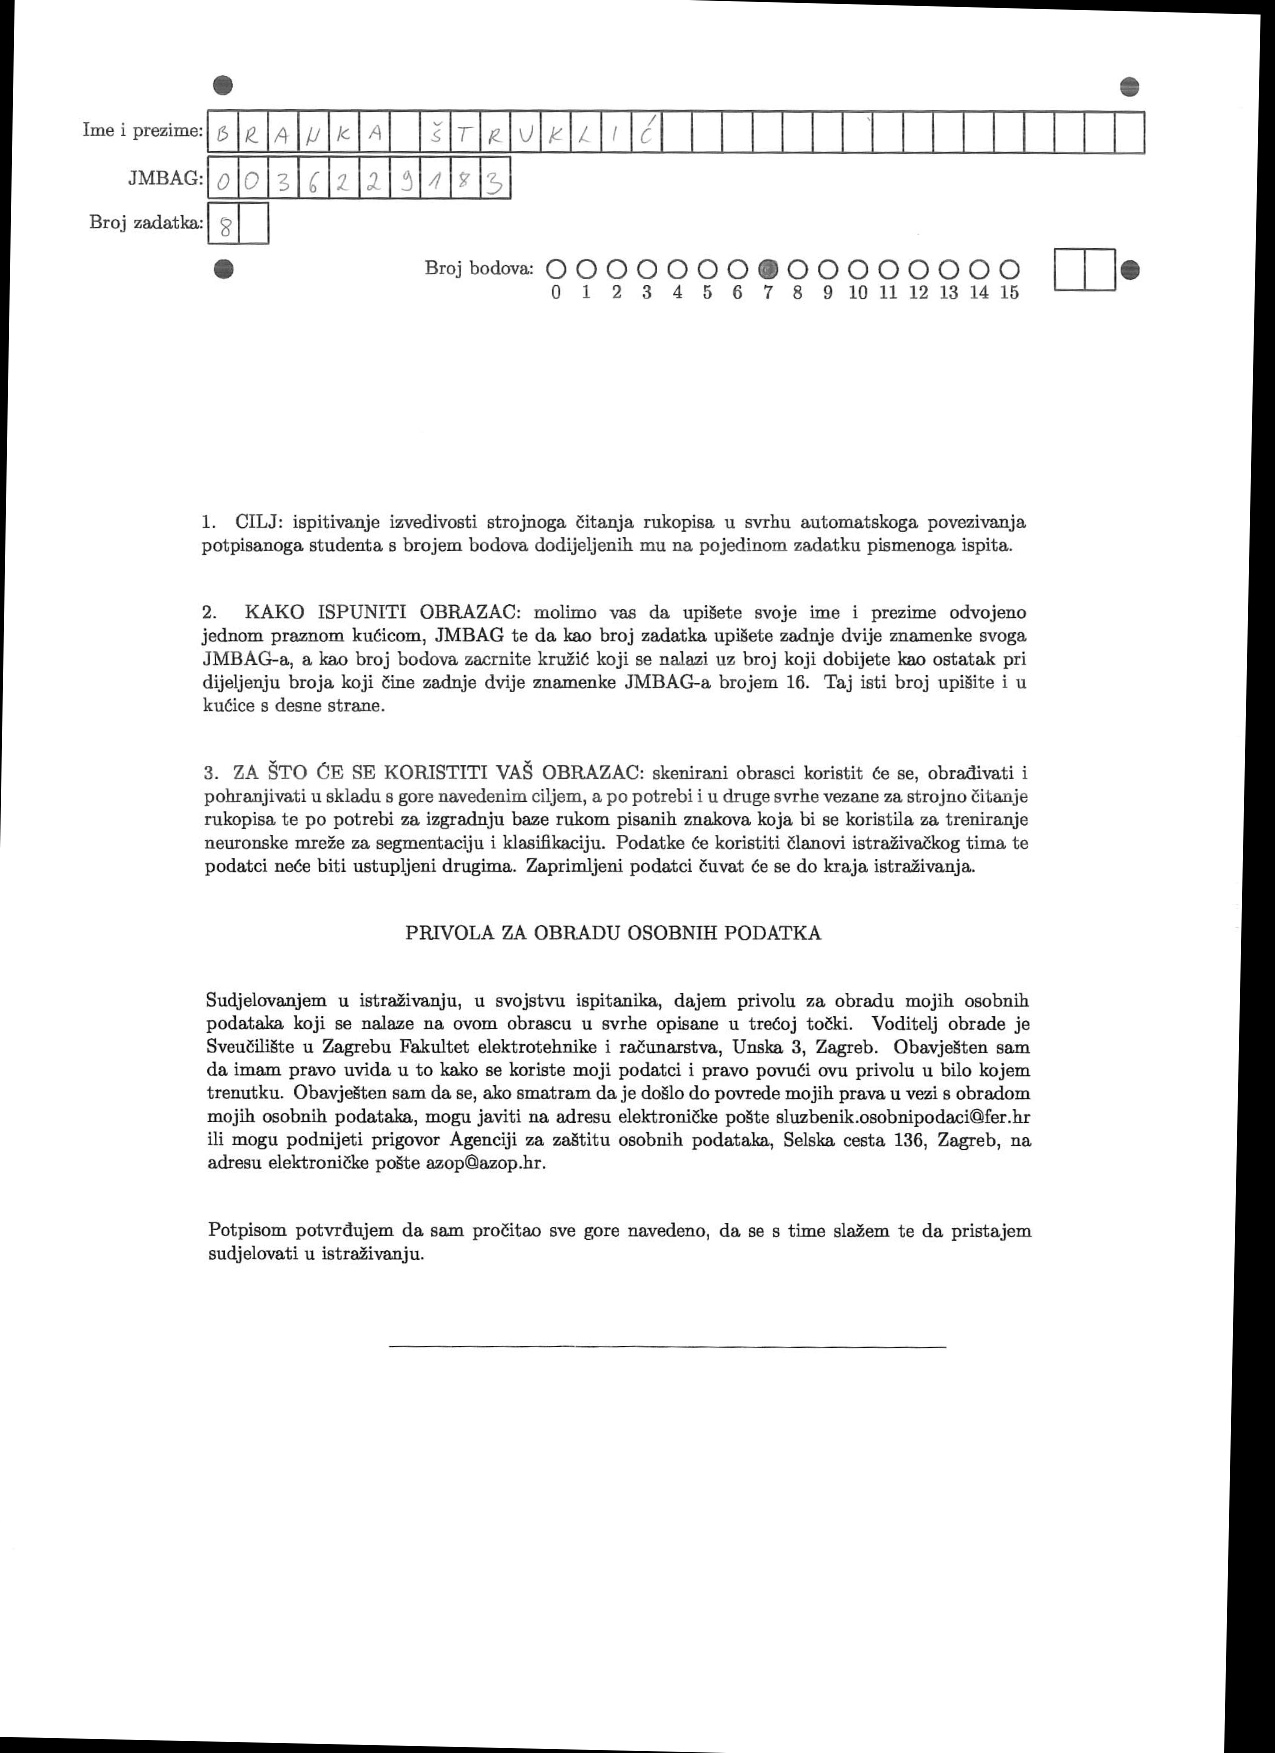 Ime i prezime: BRANKA ŠTRUKLIĆ
JMBAG: 0036229183
Broj zadatka: 8
Broj bodova:
0 1 2 3 4 5 6 7 8 9 10 11 12 13 14 15
1. CILJ: ispitivanje izvedivosti strojnoga čitanja rukopisa u svrhu automatskoga povezivanja
potpisanoga studenta s brojem bodova dodijeljenih mu na pojedinom zadatku pismenoga ispita.
2. KAKO ISPUNITI OBRAZAC: molimo vas da upišete svoje ime i prezime odvojeno
jednom praznom kućicom, JMBAG te da kao broj zadatka upišete zadnje dvije znamenke svoga
JMBAG-a, a kao broj bodova zacrnite kružić koji se nalazi uz broj koji dobijete kao ostatak pri
dijeljenju broja koji čine zadnje dvije znamenke JMBAG-a brojem 16. Taj isti broj upišite i u
kućice s desne strane.
3. ZA ŠTO ĆE SE KORISTITI VAŠ OBRAZAC: skenirani obrasci koristit će se, obrađivati i
pohranjivati u skladu s gore navedenim ciljem, a po potrebi i u druge svrhe vezane za strojno čitanje
rukopisa te po potrebi za izgradnju baze rukom pisanih znakova koja bi se koristila za treniranje
neuronske mreže za segmentaciju i klasifikaciju. Podatke će koristiti članovi istraživačkog tima te
podatci neće biti ustupljeni drugima. Zaprimljeni podatci čuvat će se do kraja istraživanja.
PRIVOLA ZA OBRADU OSOBNIH PODATKA
Sudjelovanjem u istraživanju, u svojstvu ispitanika, dajem privolu za obradu mojih osobnih
podataka koji se nalaze na ovom obrascu u svrhe opisane u trećoj točki. Voditelj obrade je
Sveučilište u Zagrebu Fakultet elektrotehnike i računarstva, Unska 3, Zagreb. Obavješten sam
da imam pravo uvida u to kako se koriste moji podatci i pravo povući ovu privolu u bilo kojem
trenutku. Obavješten sam da se, ako smatram da je došlo do povrede mojih prava u vezi s obradom
mojih osobnih podataka, mogu javiti na adresu elektroničke pošte sluzbenik.osobnipodaci@fer.hr
ili mogu podnijeti prigovor Agenciji za zaštitu osobnih podataka, Selska cesta 136, Zagreb, na
adresu elektroničke pošte azop@azop.hr.
Potpisom potvrđujem da sam pročitao sve gore navedeno, da se s time slažem te da pristajem
sudjelovati u istraživanju.